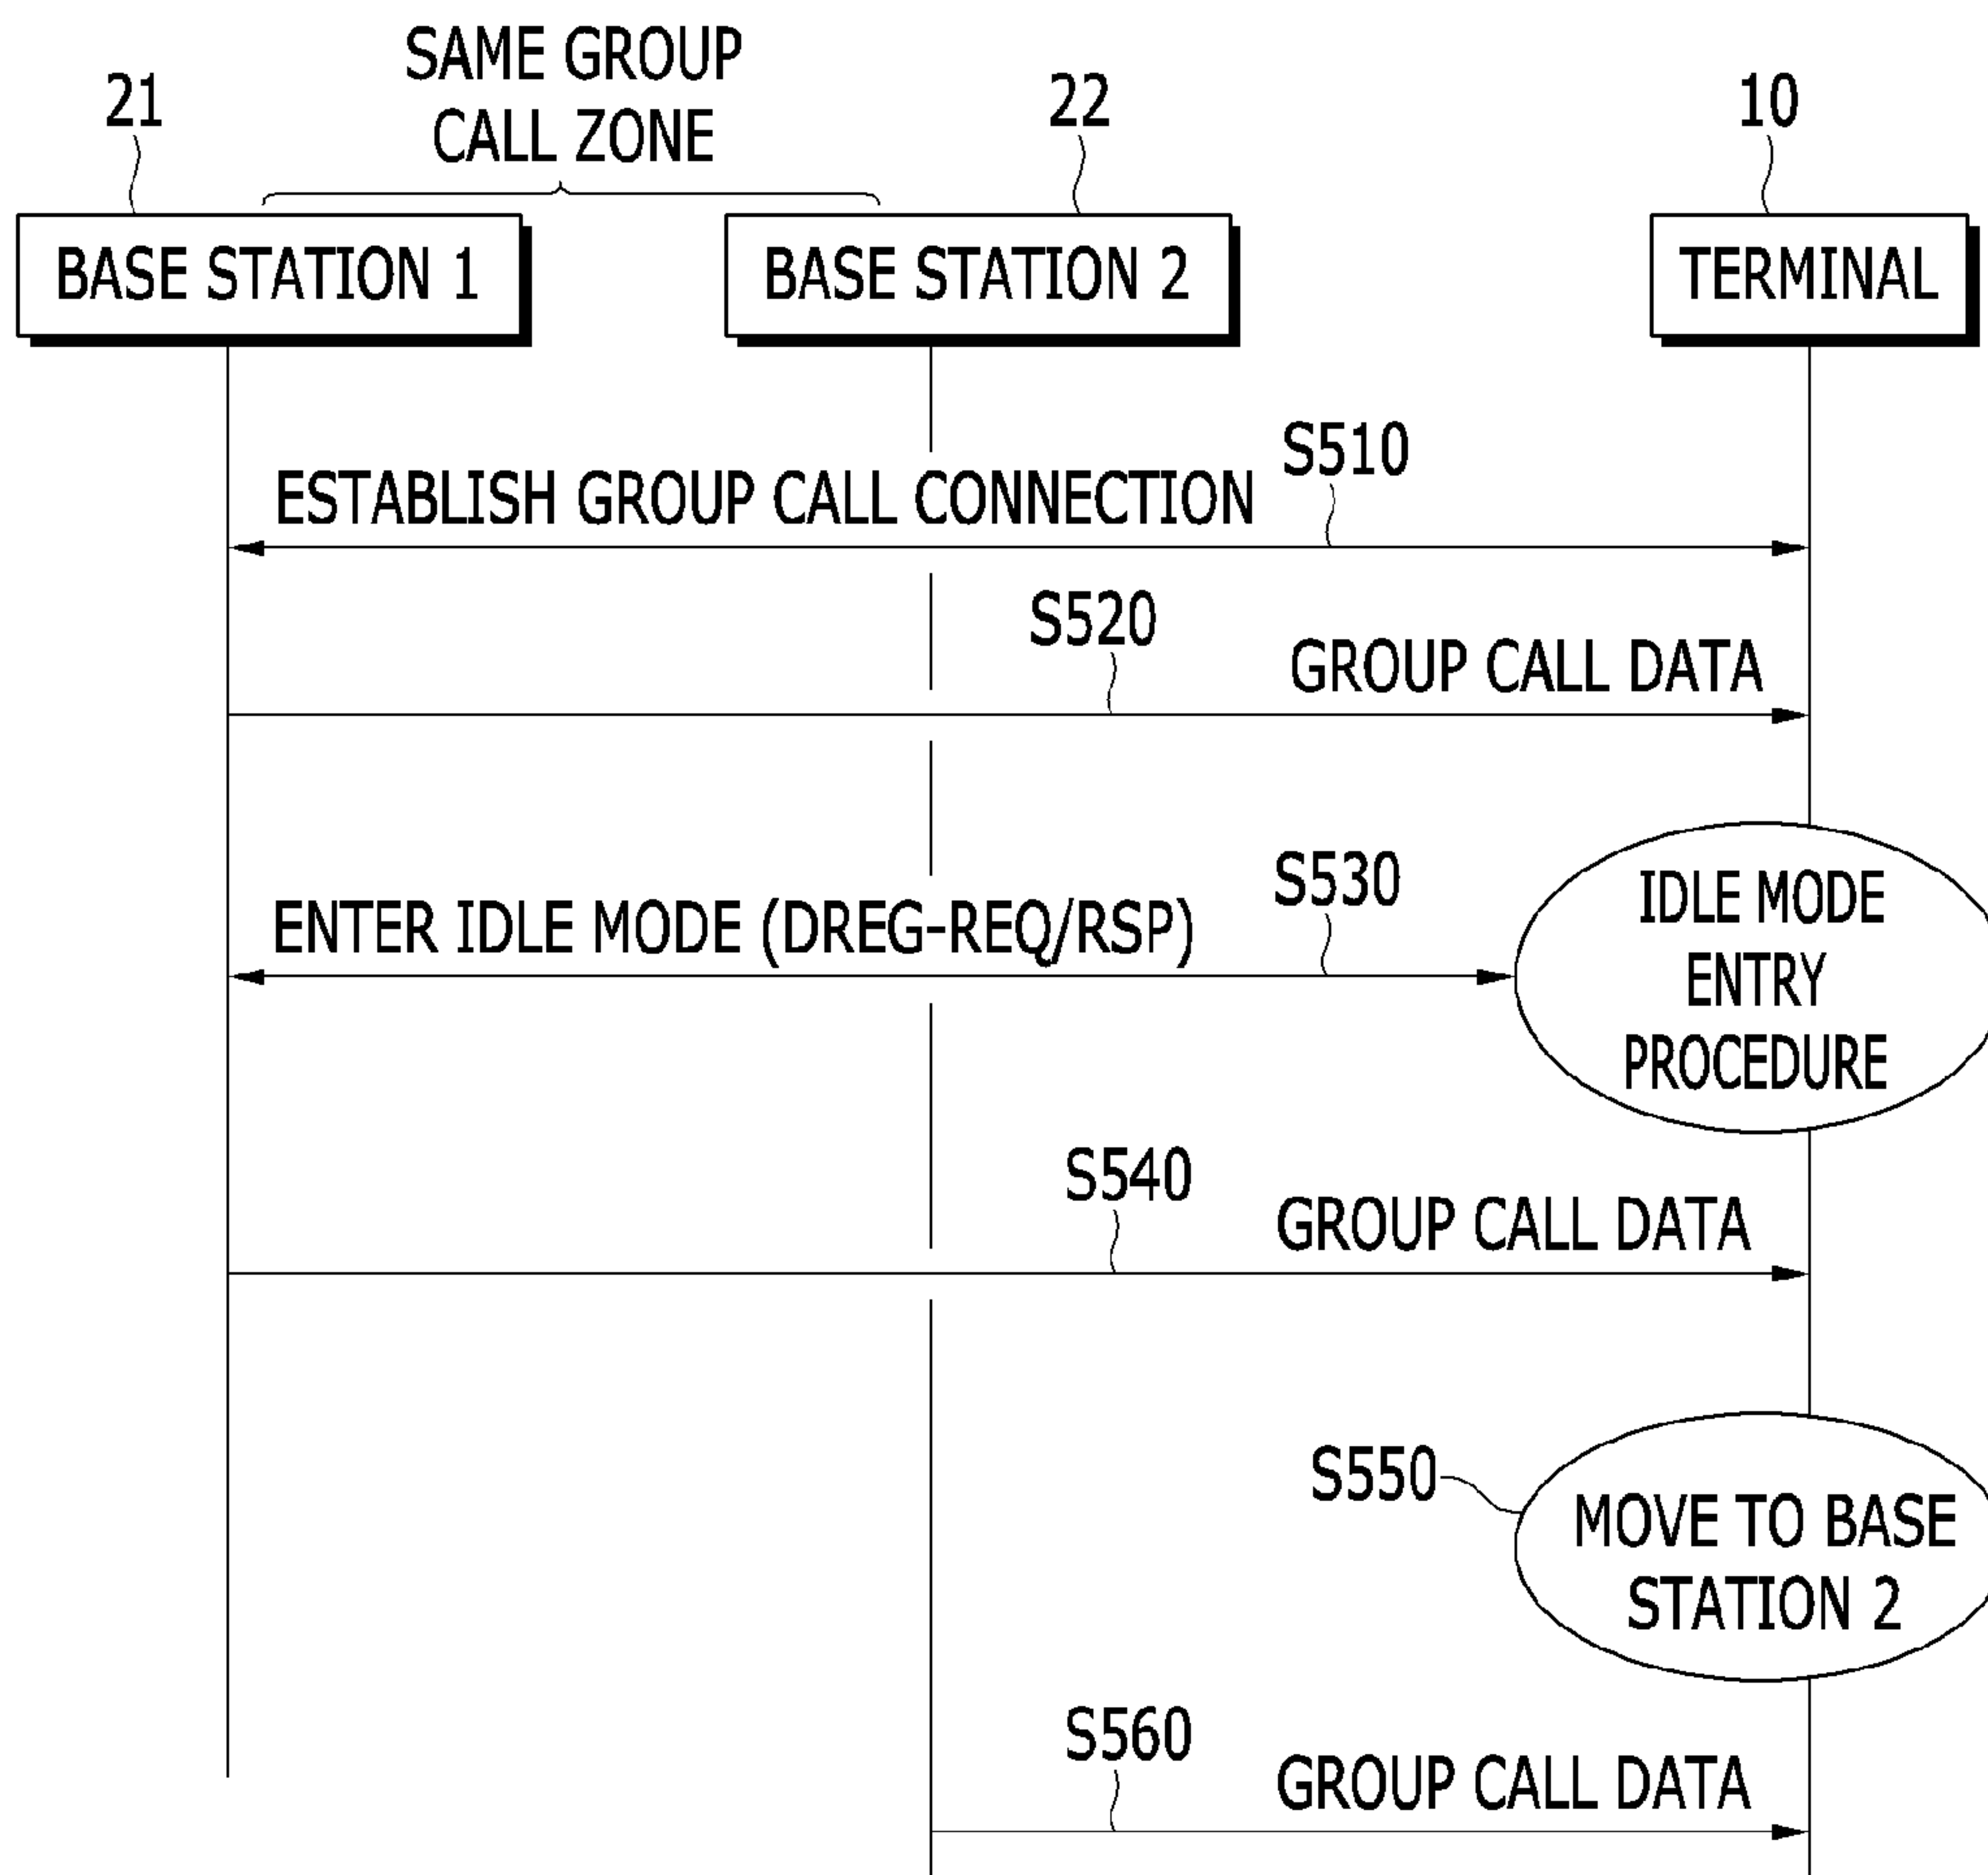 SAME GROUP
CALL ZONE
21
22
10
BASE STATION 1
BASE STATION 2
TERMINAL
S510
ESTABLISH GROUP CALL CONNECTION
S520
GROUP CALL DATA
S530
ENTER IDLE MODE (DREG-REQ/RSP)
IDLE MODE
ENTRY
PROCEDURE
S540
GROUP CALL DATA
S550
MOVE TO BASE
STATION 2
S560
GROUP CALL DATA